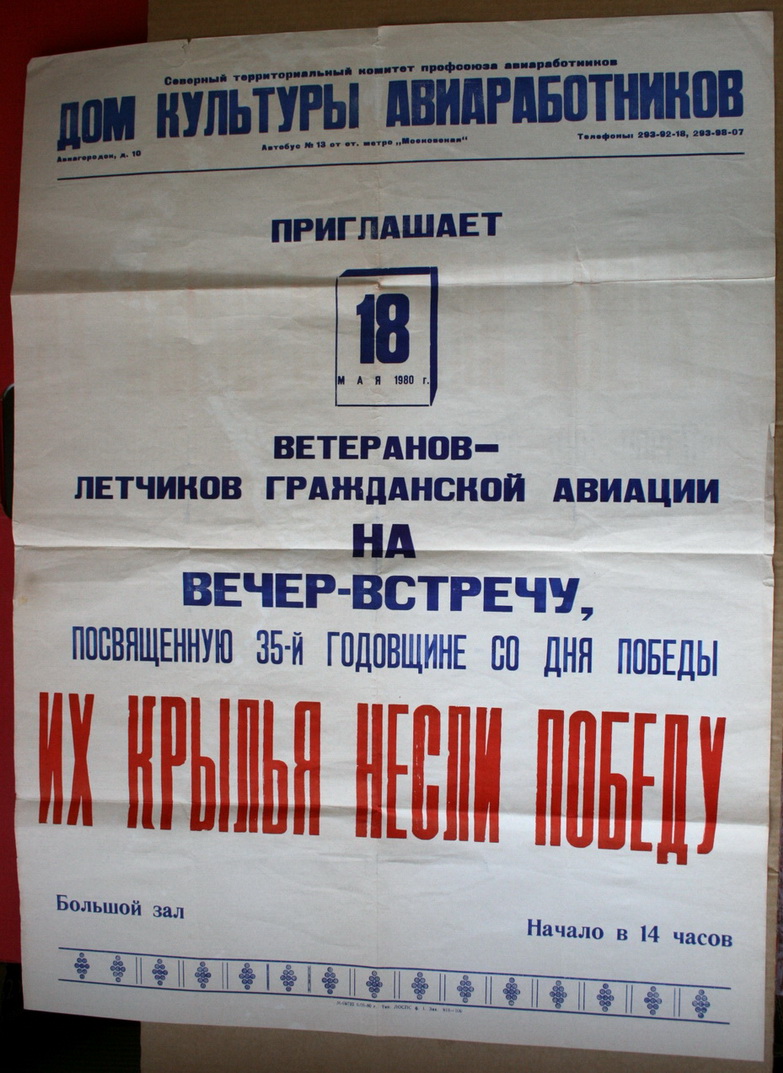 Северный территориальный комитет профсоюза авиаработников
ДОМ КУЛЬТУРЫ АВИАРАБОТНИКОВ
Авиагородок, д. 10 Автобус № 13 от ст. метро „Московская“ Телефоны: 293-92-18, 293-98-07
ПРИГЛАШАЕТ
18
МАЯ 1980 г.
ВЕТЕРАНОВ–
ЛЕТЧИКОВ ГРАЖДАНСКОЙ АВИАЦИИ
НА
ВЕЧЕР-ВСТРЕЧУ,
ПОСВЯЩЕННУЮ 35-й ГОДОВЩИНЕ СО ДНЯ ПОБЕДЫ
ИХ КРЫЛЬЯ НЕСЛИ ПОБЕДУ
Большой зал
Начало в 14 часов